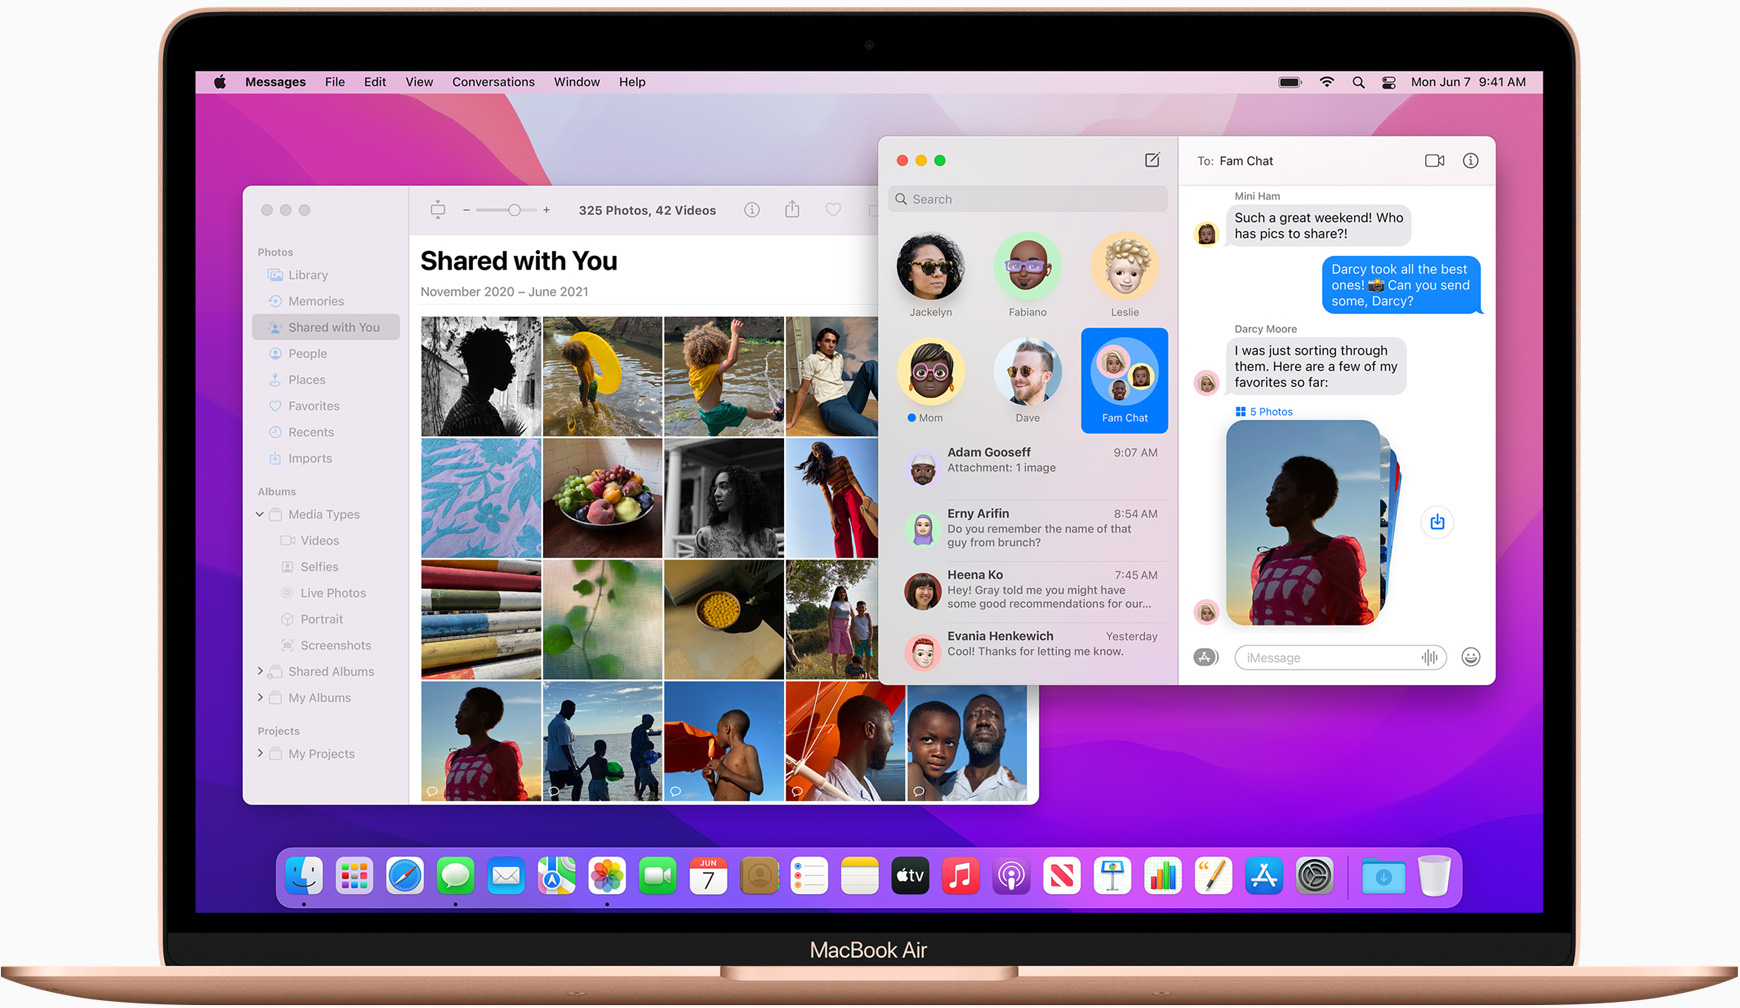 Messages File Edit View Conversations Window Help
Mon Jun 7 9:41 AM
325 Photos, 42 Videos
Photos
Library
Memories
Shared with You
People
Places
Favorites
Recents
Imports
Albums
Media Types
Videos
Selfies
Live Photos
Portrait
Screenshots
Shared Albums
My Albums
Projects
My Projects
Shared with You
November 2020 – June 2021
Search
Jackelyn
Fabiano
Leslie
Mom
Dave
Fam Chat
Adam Gooseff 9:07 AM
Attachment: 1 image
Erny Arifin 8:54 AM
Do you remember the name of that
guy from brunch?
Heena Ko 7:45 AM
Hey! Gray told me you might have
some good recommendations for our...
Evania Henkewich Yesterday
Cool! Thanks for letting me know.
To: Fam Chat
Mini Ham
Such a great weekend! Who
has pics to share?!
Darcy took all the best
ones! 📸 Can you send
some, Darcy?
Darcy Moore
I was just sorting through
them. Here are a few of my
favorites so far:
5 Photos
iMessage
JUN
7
tv
MacBook Air